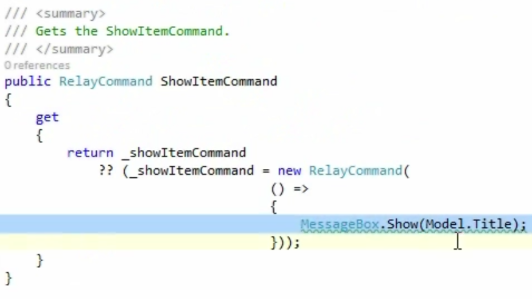 /// <summary>
/// Gets the ShowItemCommand.
/// </summary>
0 references
public RelayCommand ShowItemCommand
{
get
{
return _showItemCommand
?? (_showItemCommand = new RelayCommand(
() =>
{
MessageBox.Show(Model.Title);
}));
}
}